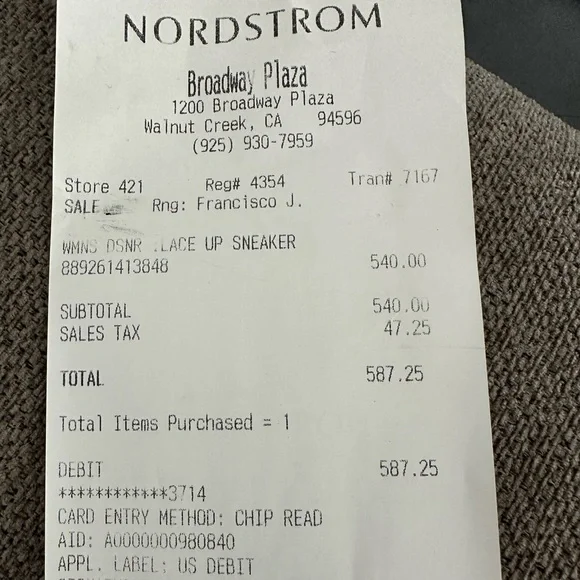 NORDSTROM
Broadway Plaza
1200 Broadway Plaza
Walnut Creek, CA 94596
(925) 930-7959
Store 421 Reg# 4354 Tran# 7167
SALE Rng: Francisco J.
WMNS DSNR LACE UP SNEAKER
889261413848 540.00
SUBTOTAL 540.00
SALES TAX 47.25
TOTAL 587.25
Total Items Purchased = 1
DEBIT 587.25
************3714
CARD ENTRY METHOD: CHIP READ
AID: A0000000980840
APPL. LABEL: US DEBIT